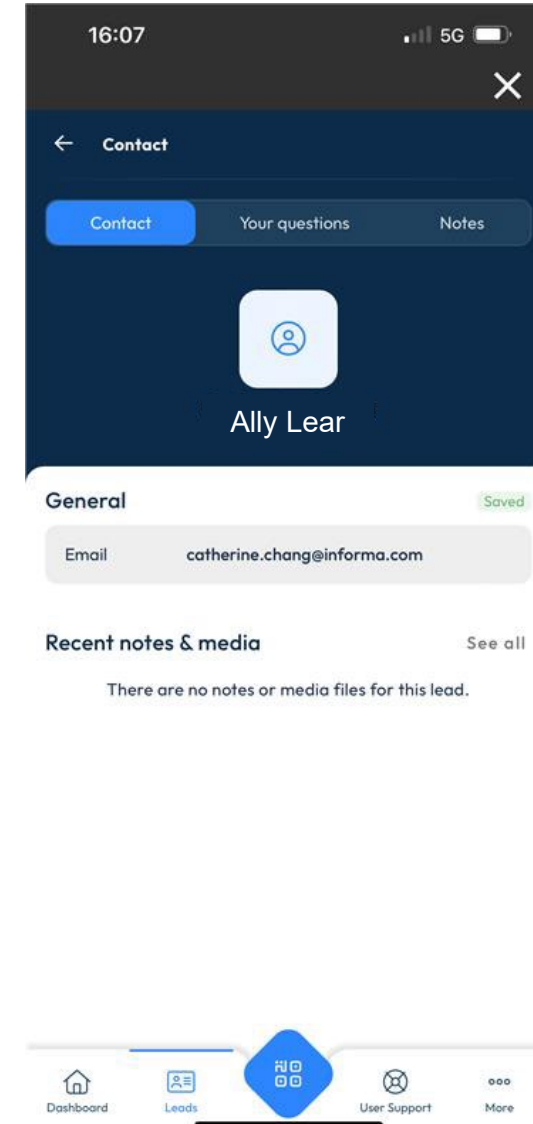 16:07 5G
Contact
Contact Your questions Notes
Ally Lear
General Saved
Email catherine.chang@informa.com
Recent notes & media See all
There are no notes or media files for this lead.
Dashboard Leads User Support More